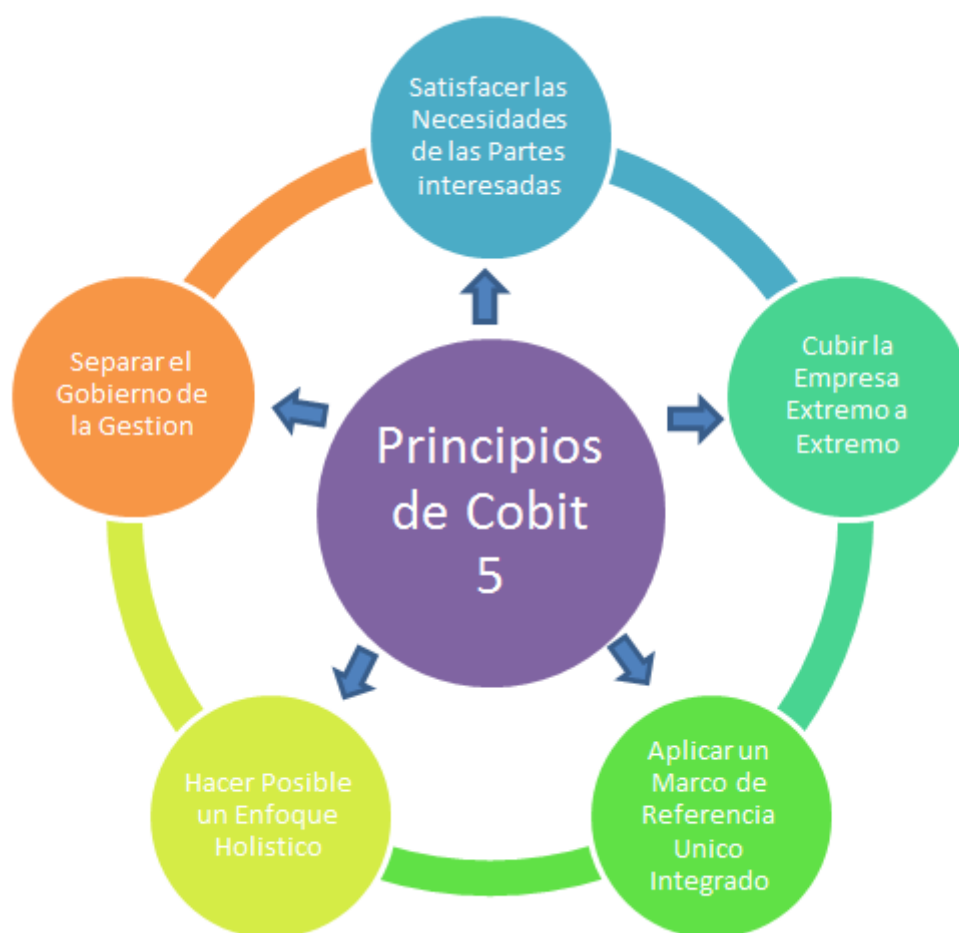 Satisfacer las
Necesidades
de las Partes
interesadas
Cubir la
Empresa
Extremo a
Extremo
Aplicar un
Marco de
Referencia
Unico
Integrado
Hacer Posible
un Enfoque
Holistico
Separar el
Gobierno de
la Gestion
Principios
de Cobit
5